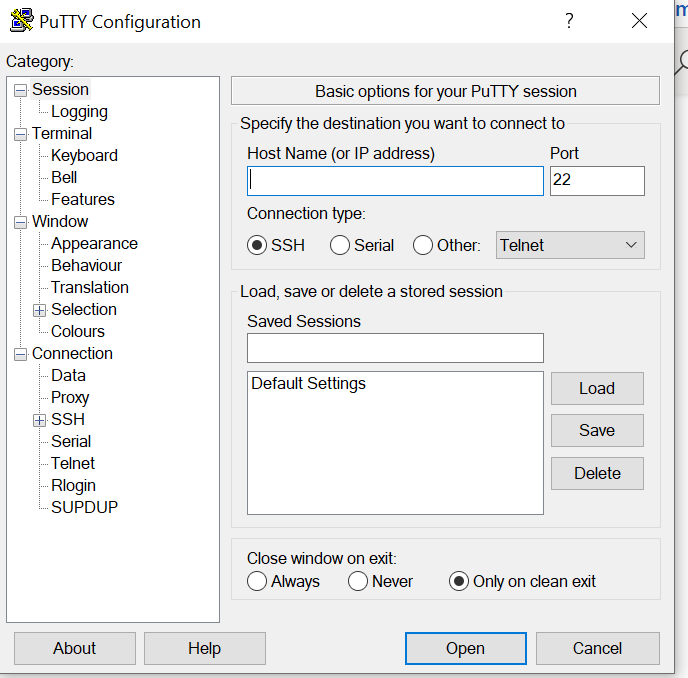 PuTTY Configuration
?
Category:
Session
Logging
Terminal
Keyboard
Bell
Features
Window
Appearance
Behaviour
Translation
Selection
Colours
Connection
Data
Proxy
SSH
Serial
Telnet
Rlogin
SUPDUP
Basic options for your PuTTY session
Specify the destination you want to connect to
Host Name (or IP address) Port
22
Connection type:
SSH Serial Other: Telnet
Load, save or delete a stored session
Saved Sessions
Default Settings
Load
Save
Delete
Close window on exit:
Always Never Only on clean exit
About Help Open Cancel